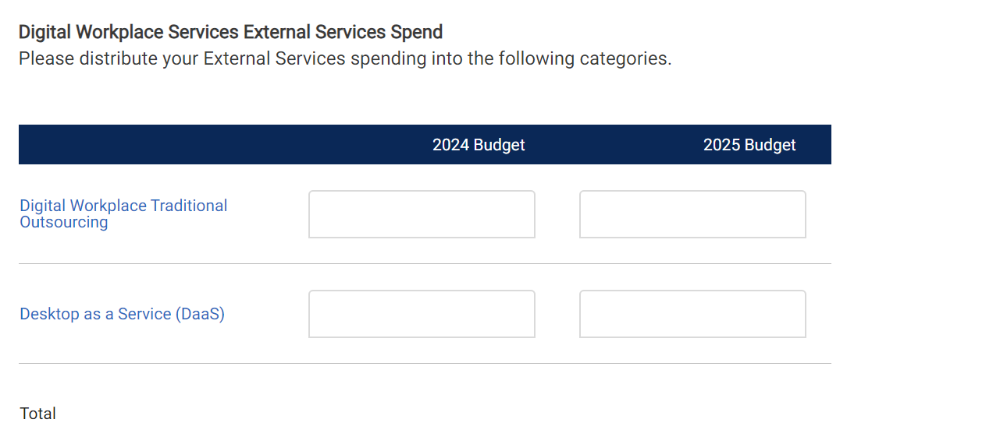 Digital Workplace Services External Services Spend
Please distribute your External Services spending into the following categories.
2024 Budget 2025 Budget
Digital Workplace Traditional
Outsourcing
Desktop as a Service (DaaS)
Total